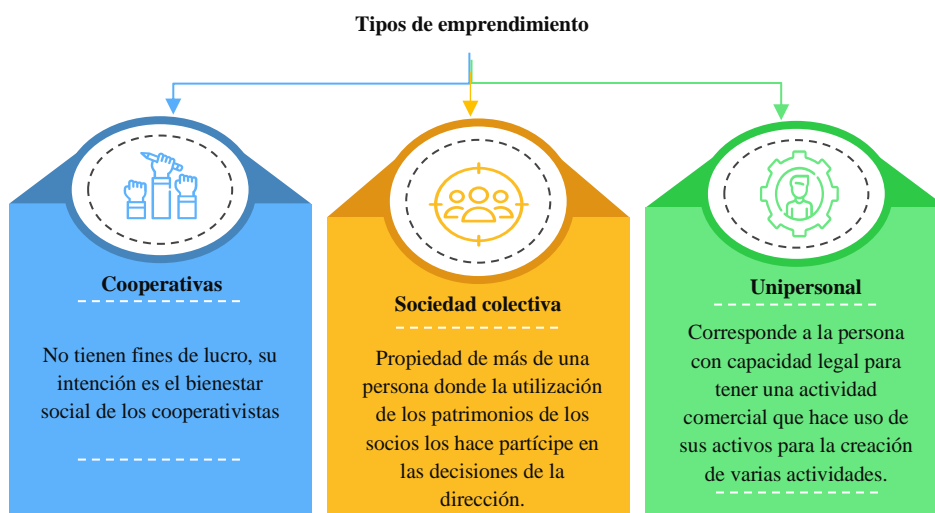 Tipos de emprendimiento
Cooperativas
No tienen fines de lucro, su
intención es el bienestar
social de los cooperativistas
Sociedad colectiva
Propiedad de más de una
persona donde la utilización
de los patrimonios de los
socios los hace partícipe en
las decisiones de la
dirección.
Unipersonal
Corresponde a la persona
con capacidad legal para
tener una actividad
comercial que hace uso de
sus activos para la creación
de varias actividades.